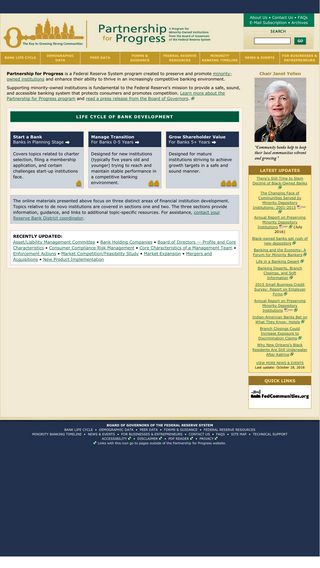 The Key to Growing Strong Communities
Partnership
for Progress
A Program for
Minority-Owned Institutions
from the Board of Governors
of the Federal Reserve System
About Us • Contact Us • FAQs
E-Mail Subscription • Archives
SEARCH
GO
BANK LIFE CYCLE
DEMOGRAPHIC DATA
PEER DATA
FORMS & GUIDANCE
FEDERAL RESERVE RESOURCES
MINORITY BANKING TIMELINE
NEWS & EVENTS
FOR BUSINESSES & ENTREPRENEURS
Partnership for Progress is a Federal Reserve System program created to preserve and promote minority-
owned institutions and enhance their ability to thrive in an increasingly competitive banking environment.
Supporting minority-owned institutions is fundamental to the Federal Reserve's mission to provide a safe, sound,
and accessible banking system that protects consumers and promotes competition. Learn more about the
Partnership for Progress program and read a press release from the Board of Governors.
LIFE CYCLE OF BANK DEVELOPMENT
Start a Bank
Banks in Planning Stage
Covers topics related to charter
selection, filing a membership
application, and certain
challenges start-up institutions
face.
Manage Transition
For Banks 0-5 Years
Designed for new institutions
(typically five years old and
younger) trying to reach and
maintain stable performance in
a competitive banking
environment.
Grow Shareholder Value
For Banks 5+ Years
Designed for mature
institutions striving to achieve
growth targets in a safe and
sound manner.
The online materials presented above focus on three distinct areas of financial institution development.
Topics relative to de novo institutions are covered in sections one and two. The three sections provide
information, guidance, and links to additional topic-specific resources. For assistance, contact your
Reserve Bank District coordinator.
RECENTLY UPDATED:
Asset/Liability Management Committee • Bank Holding Companies • Board of Directors — Profile and Core
Characteristics • Consumer Compliance Risk Management • Core Characteristics of a Management Team •
Enforcement Actions • Market Competition/Feasibility Study • Market Expansion • Mergers and
Acquisitions • New Product Implementation
Chair Janet Yellen
"Community banks help to keep
their local communities vibrant
and growing."
LATEST UPDATES
There's Still Time to Stem
Decline of Black-Owned Banks
The Changing Face of
Communities Served by
Minority Depository
Institutions: 2001-2015
Annual Report on Preserving
Minority Depository
Institutions (July
2016)
Black-owned banks get rush of
new depositors
Banking and the Economy: A
Forum for Minority Bankers
Life in a Banking Desert
Banking Deserts, Branch
Closings, and Soft
Information
2015 Small Business Credit
Survey: Report on Employer
Firms
Annual Report on Preserving
Minority Depository
Institutions
Indian-American Banks Bet on
What They Know: Hotels
Branch Closings Could
Increase Exposure to
Discrimination Claims
Why New Orleans's Black
Residents Are Still Underwater
After Katrina
VIEW MORE NEWS & EVENTS
Last update: October 18, 2016
QUICK LINKS
FedCommunities.org
BOARD OF GOVERNORS OF THE FEDERAL RESERVE SYSTEM
BANK LIFE CYCLE • DEMOGRAPHIC DATA • PEER DATA • FORMS & GUIDANCE • FEDERAL RESERVE RESOURCES
MINORITY BANKING TIMELINE • NEWS & EVENTS • FOR BUSINESSES & ENTREPRENEURS • CONTACT US • FAQS • SITE MAP • TECHNICAL SUPPORT
ACCESSIBILITY • DISCLAIMER • PDF READER • PRIVACY
Links with this icon go to pages outside of the Partnership for Progress website.